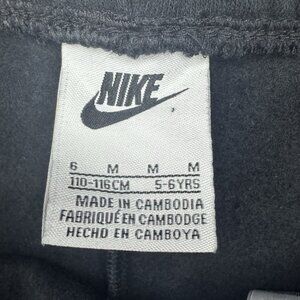 NIKE
6 M M M
110-116CM 5-6YRS
MADE IN CAMBODIA
FABRIQUÉ EN CAMBODGE
HECHO EN CAMBOYA